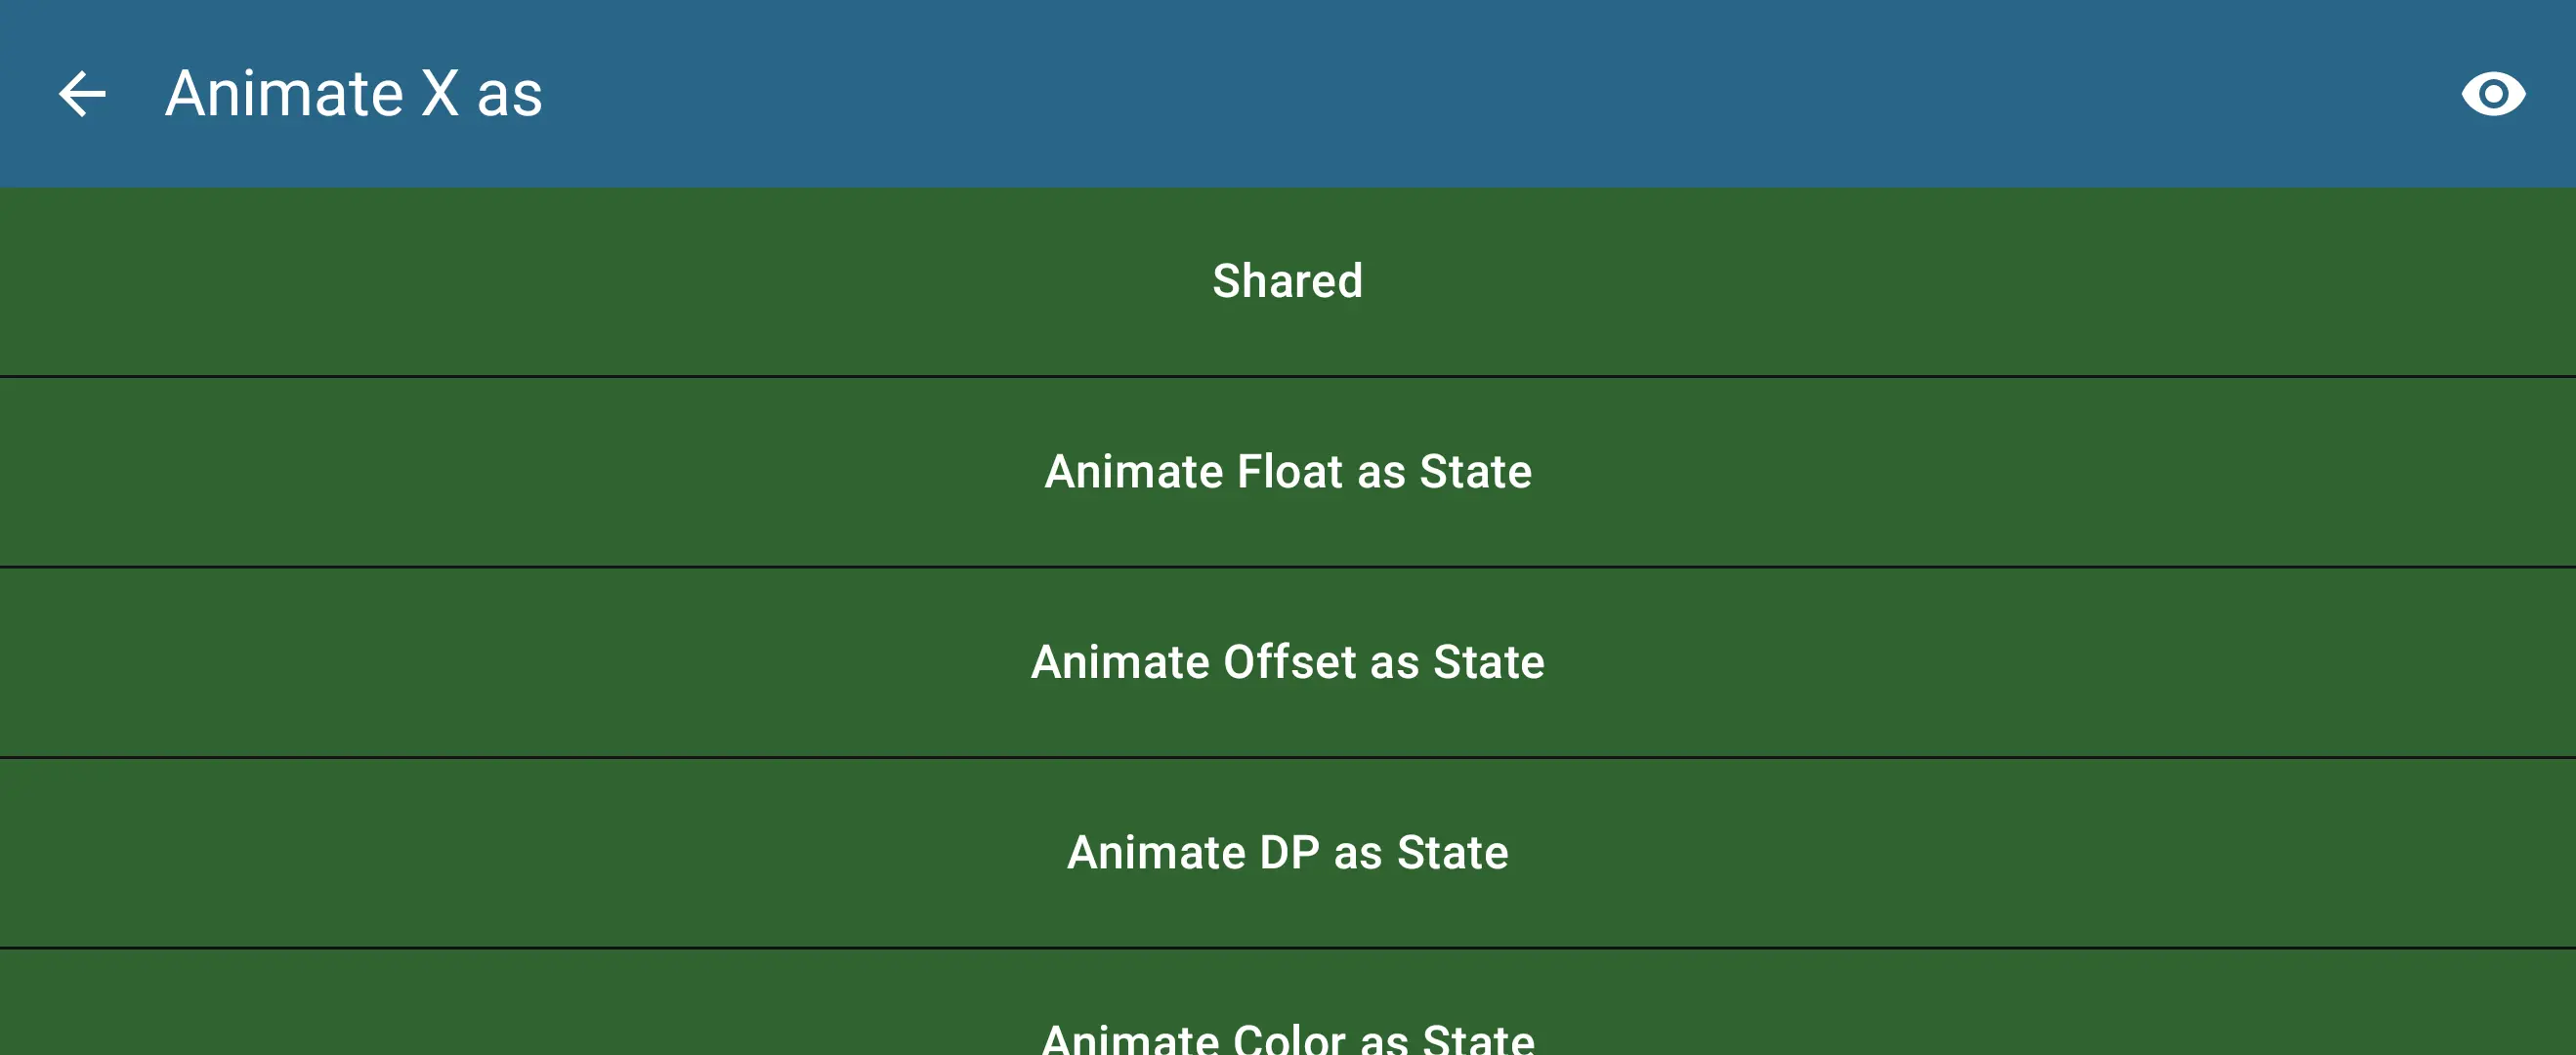 Animate X as
Shared
Animate Float as State
Animate Offset as State
Animate DP as State
Animate Color as State